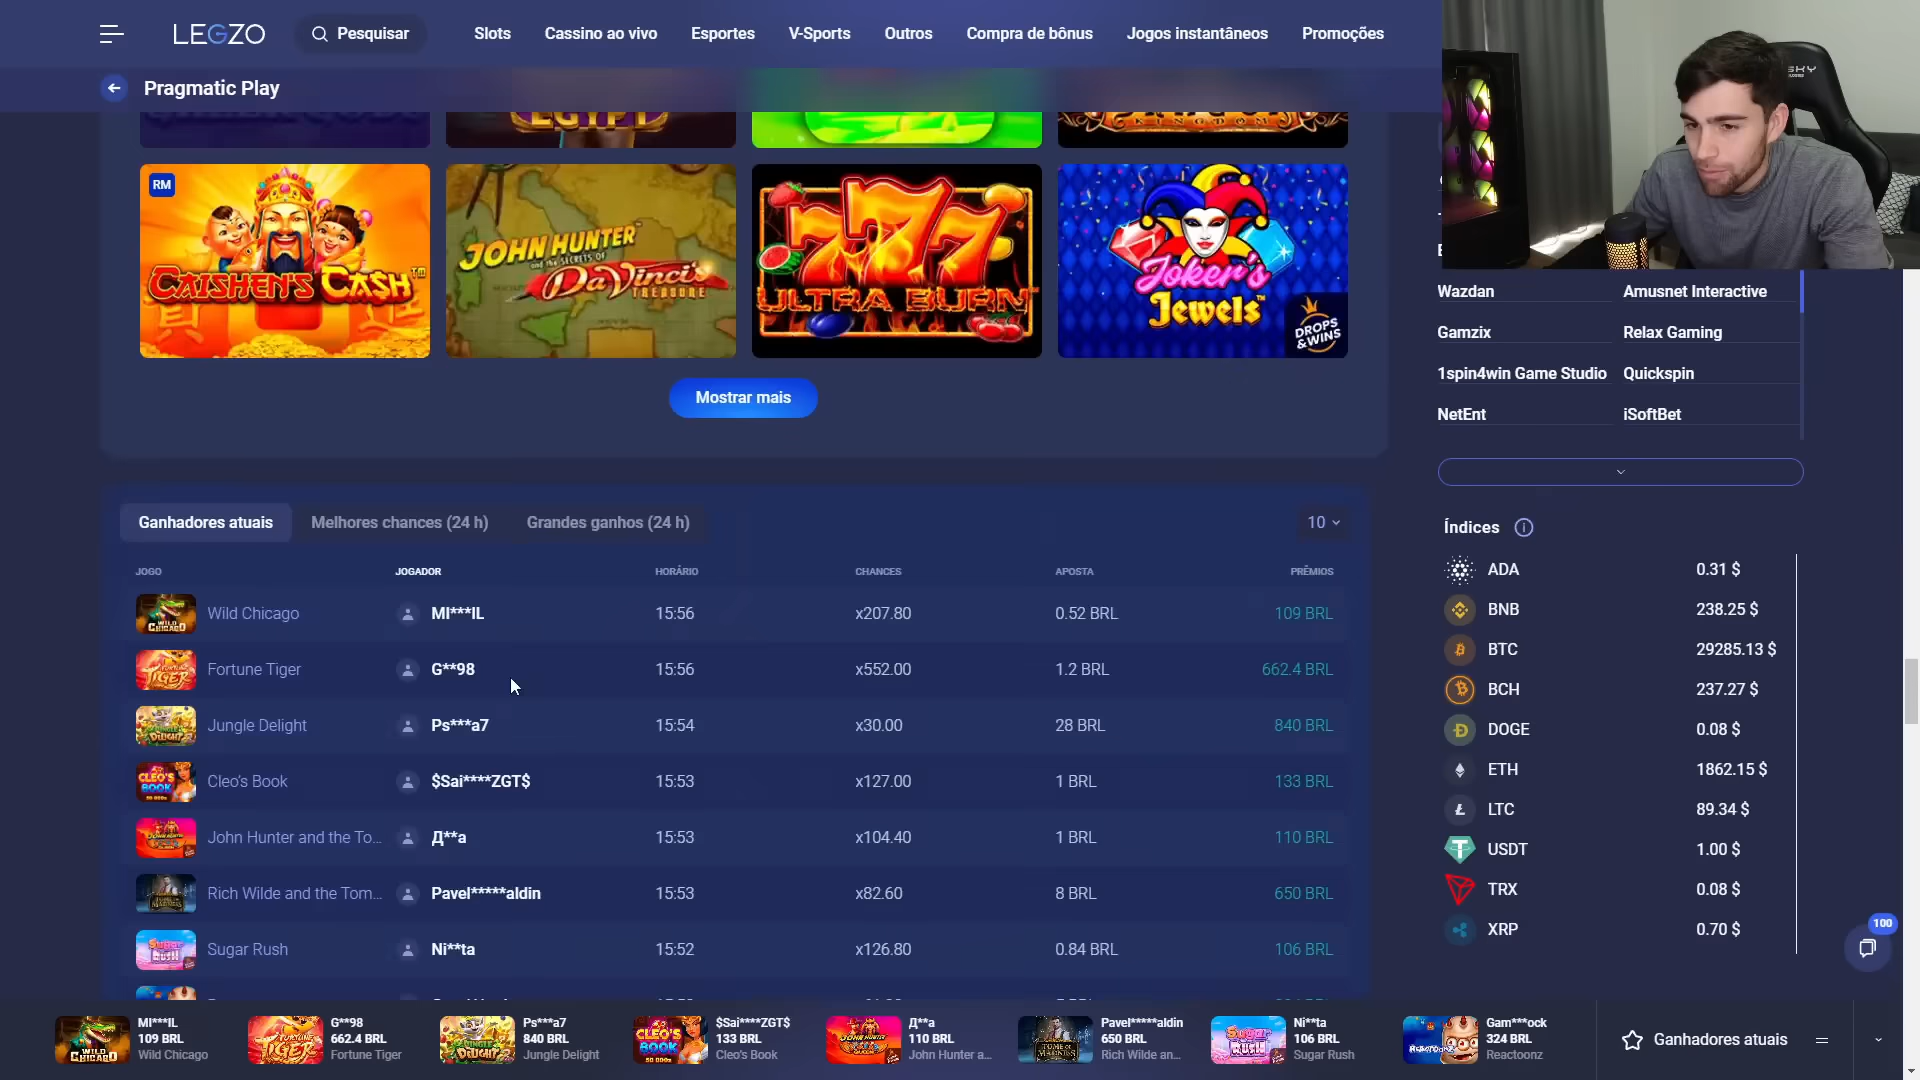 LEGZO
Pesquisar
Slots
Cassino ao vivo
Esportes
V-Sports
Outros
Compra de bônus
Jogos instantâneos
Promoções
Pragmatic Play
EGYPT
KINGDOM
RM
CAISHEN'S CASH™
JOHN HUNTER
and the SECRETS OF
Da Vinci's
TREASURE
777
ULTRA BURN™
Joker's
Jewels™
DROPS
&WINS
Mostrar mais
Wazdan
Amusnet Interactive
Gamzix
Relax Gaming
1spin4win Game Studio
Quickspin
NetEnt
iSoftBet
Ganhadores atuais
Melhores chances (24 h)
Grandes ganhos (24 h)
10
JOGO JOGADOR HORÁRIO CHANCES APOSTA PRÊMIOS
Wild Chicago MI***IL 15:56 x207.80 0.52 BRL 109 BRL
Fortune Tiger G**98 15:56 x552.00 1.2 BRL 662.4 BRL
Jungle Delight Ps***a7 15:54 x30.00 28 BRL 840 BRL
Cleo's Book $Sai****ZGT$ 15:53 x127.00 1 BRL 133 BRL
John Hunter and the To... Д**а 15:53 x104.40 1 BRL 110 BRL
Rich Wilde and the Tom... Pavel*****aldin 15:53 x82.60 8 BRL 650 BRL
Sugar Rush Ni**ta 15:52 x126.80 0.84 BRL 106 BRL
Índices
ADA 0.31 $
BNB 238.25 $
BTC 29285.13 $
BCH 237.27 $
DOGE 0.08 $
ETH 1862.15 $
LTC 89.34 $
USDT 1.00 $
TRX 0.08 $
XRP 0.70 $
100
MI***IL
109 BRL
Wild Chicago
G**98
662.4 BRL
Fortune Tiger
Ps***a7
840 BRL
Jungle Delight
$Sai****ZGT$
133 BRL
Cleo's Book
Д**а
110 BRL
John Hunter a...
Pavel*****aldin
650 BRL
Rich Wilde an...
Ni**ta
106 BRL
Sugar Rush
Gam***ock
324 BRL
Reactoonz
Ganhadores atuais